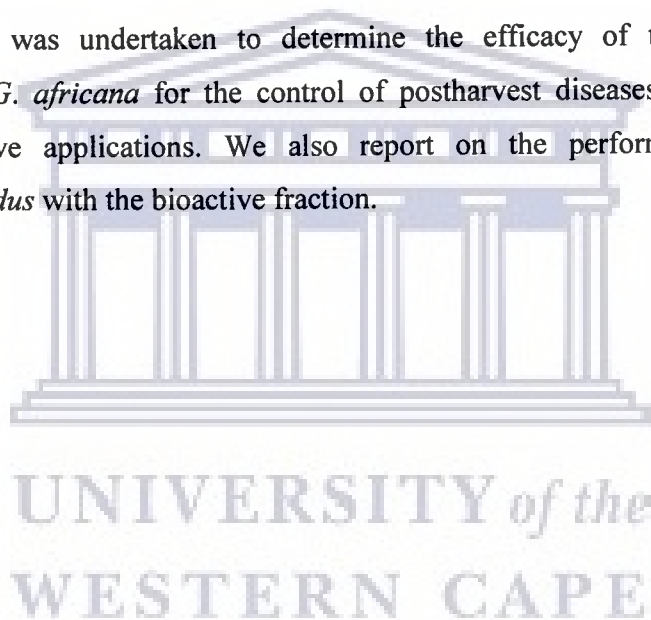 was undertaken to determine the efficacy of
G. africana for the control of postharvest diseases
ve applications. We also report on the perform
dus with the bioactive fraction.
UNIVERSITY of the
WESTERN CAPE